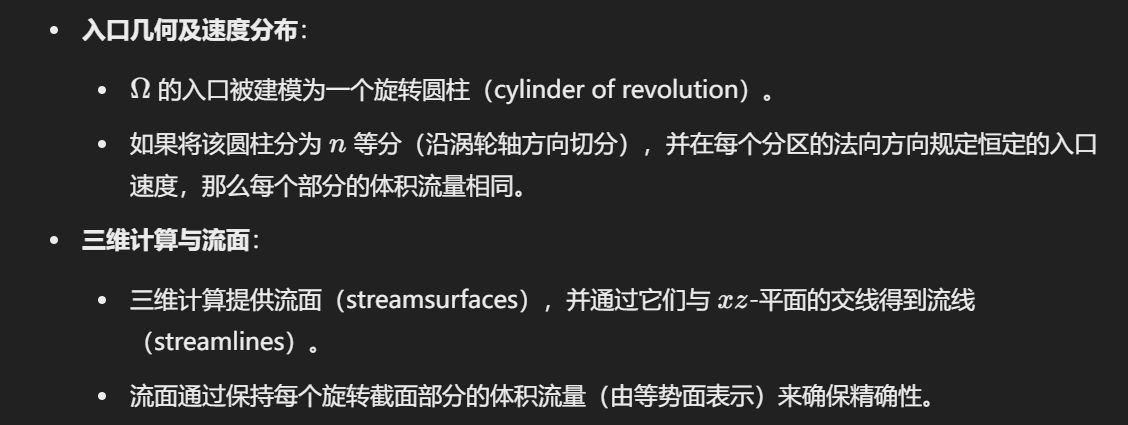 • 入口几何及速度分布：
• Ω 的入口被建模为一个旋转圆柱（cylinder of revolution）。
• 如果将该圆柱分为 n 等分（沿涡轮轴方向切分），并在每个分区的法向方向规定恒定的入口
速度，那么每个部分的体积流量相同。
• 三维计算与流面：
• 三维计算提供流面（streamsurfaces），并通过它们与 xz-平面的交线得到流线
（streamlines）。
• 流面通过保持每个旋转截面部分的体积流量（由等势面表示）来确保精确性。